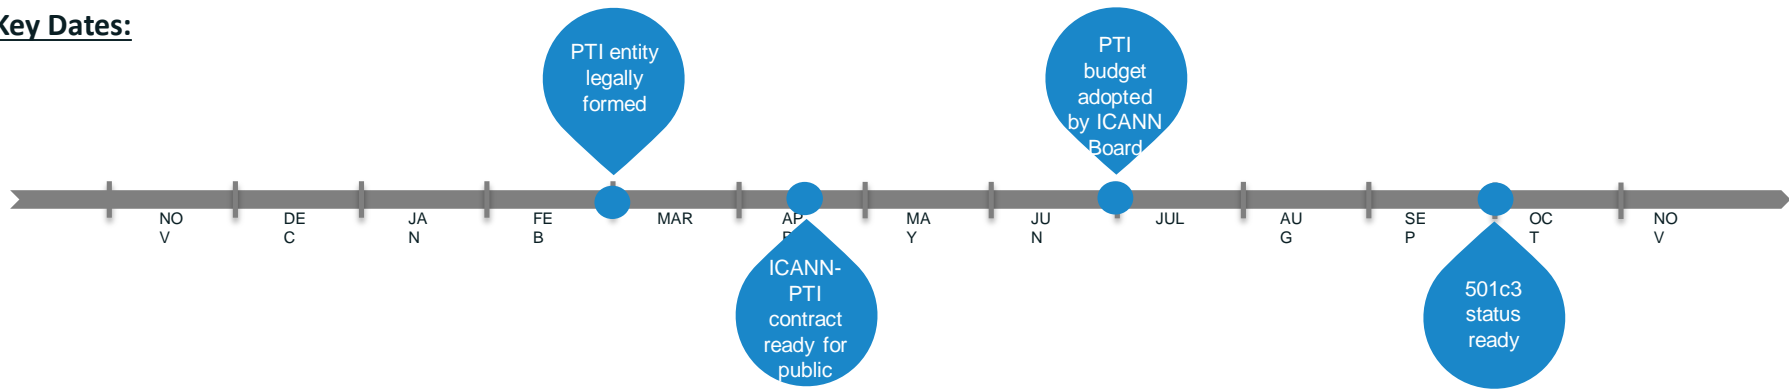 Key Dates:
PTI entity
legally
formed
PTI
budget
adopted
by ICANN
Board
NO
V
DE
C
JA
N
FE
B
MAR
AP
MA
Y
JU
N
JUL
AU
G
SE
P
OC
T
NO
V
ICANN-
PTI
contract
ready for
public
501c3
status
ready